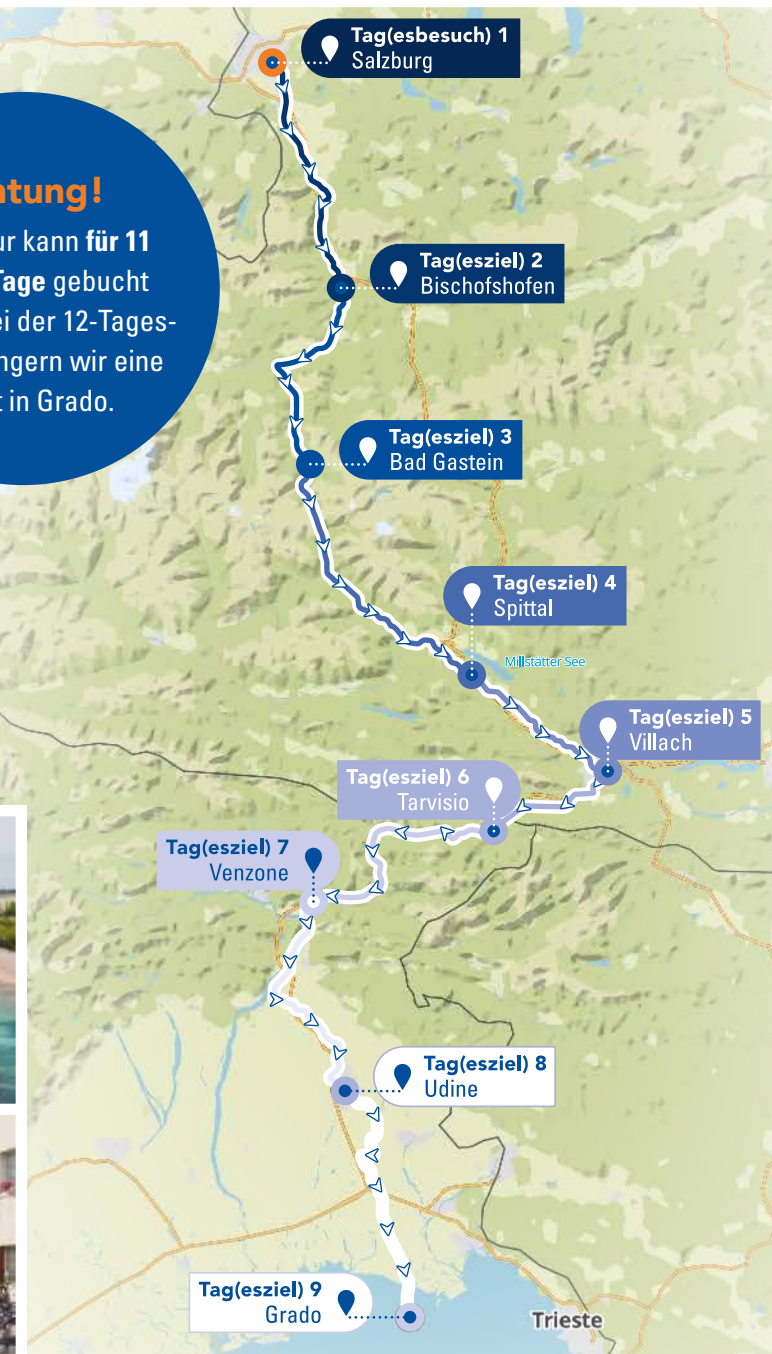 Tag(esbesuch) 1
Salzburg
ur kann für 11
Tage gebucht
ei der 12-Tages-
ngern wir eine
t in Grado.
Tag(esziel) 2
Bischofshofen
Tag(esziel) 3
Bad Gastein
Tag(esziel) 4
Spittal
Millstätter See
Tag(esziel) 5
Villach
Tag(esziel) 6
Tarvisio
Tag(esziel) 7
Venzone
Tag(esziel) 8
Udine
Tag(esziel) 9
Grado
Trieste